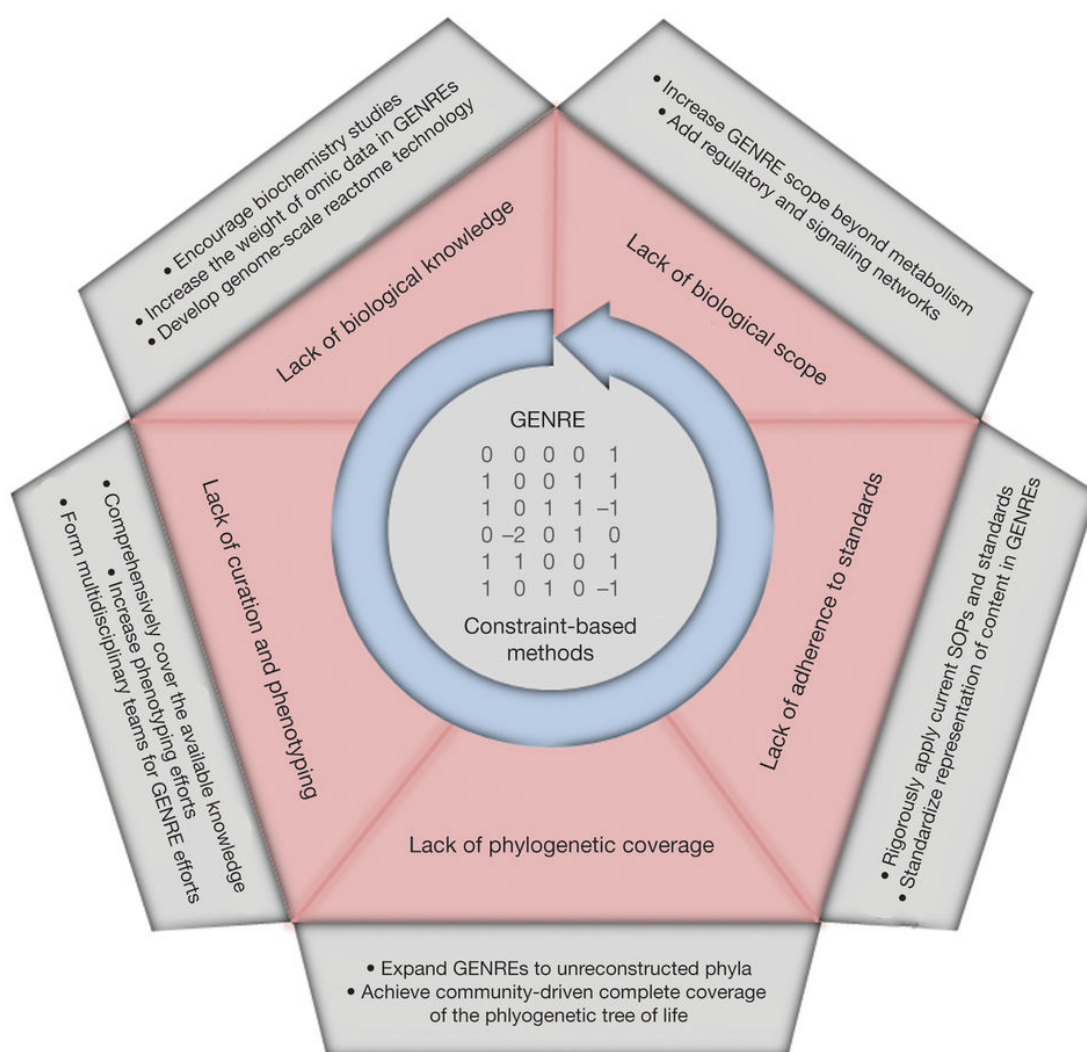 • Encourage biochemistry studies
• Increase the weight of omic data in GENREs
• Develop genome-scale reactome technology
Lack of biological knowledge
• Increase GENRE scope beyond metabolism
• Add regulatory and signaling networks
Lack of biological scope
GENRE
0 0 0 0 1
1 0 0 1 1
1 0 1 1 –1
0 –2 0 1 0
1 1 0 0 1
1 0 1 0 –1
Constraint-based
methods
Lack of curation and phenotyping
• Comprehensively cover the available knowledge
• Increase phenotyping efforts
• Form multidisciplinary teams for GENRE efforts
Lack of adherence to standards
• Rigorously apply current SOPs and standards
• Standardize representation of content in GENREs
Lack of phylogenetic coverage
• Expand GENREs to unreconstructed phyla
• Achieve community-driven complete coverage
of the phlyogenetic tree of life